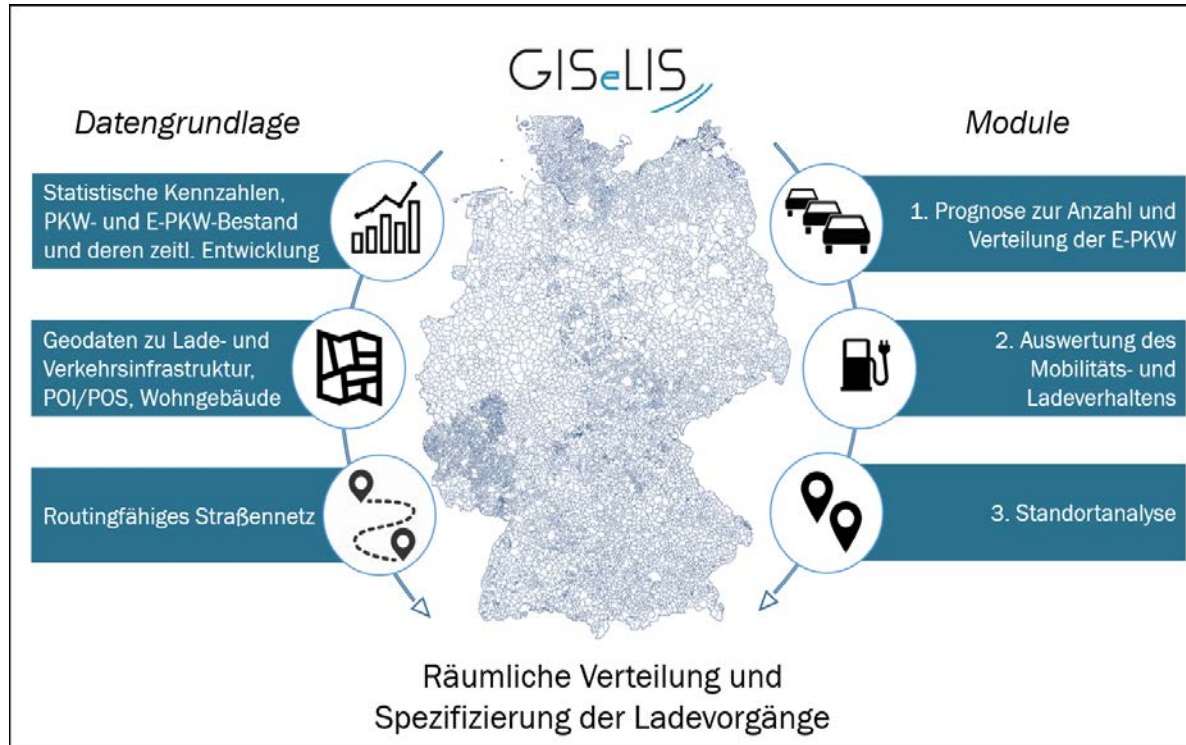 GISeLIS
Datengrundlage
Statistische Kennzahlen,
PKW- und E-PKW-Bestand
und deren zeitl. Entwicklung
Geodaten zu Lade- und
Verkehrsinfrastruktur,
POI/POS, Wohngebäude
Routingfähiges Straßennetz
Module
1. Prognose zur Anzahl und
Verteilung der E-PKW
2. Auswertung des
Mobilitäts- und
Ladeverhaltens
3. Standortanalyse
Räumliche Verteilung und
Spezifizierung der Ladevorgänge